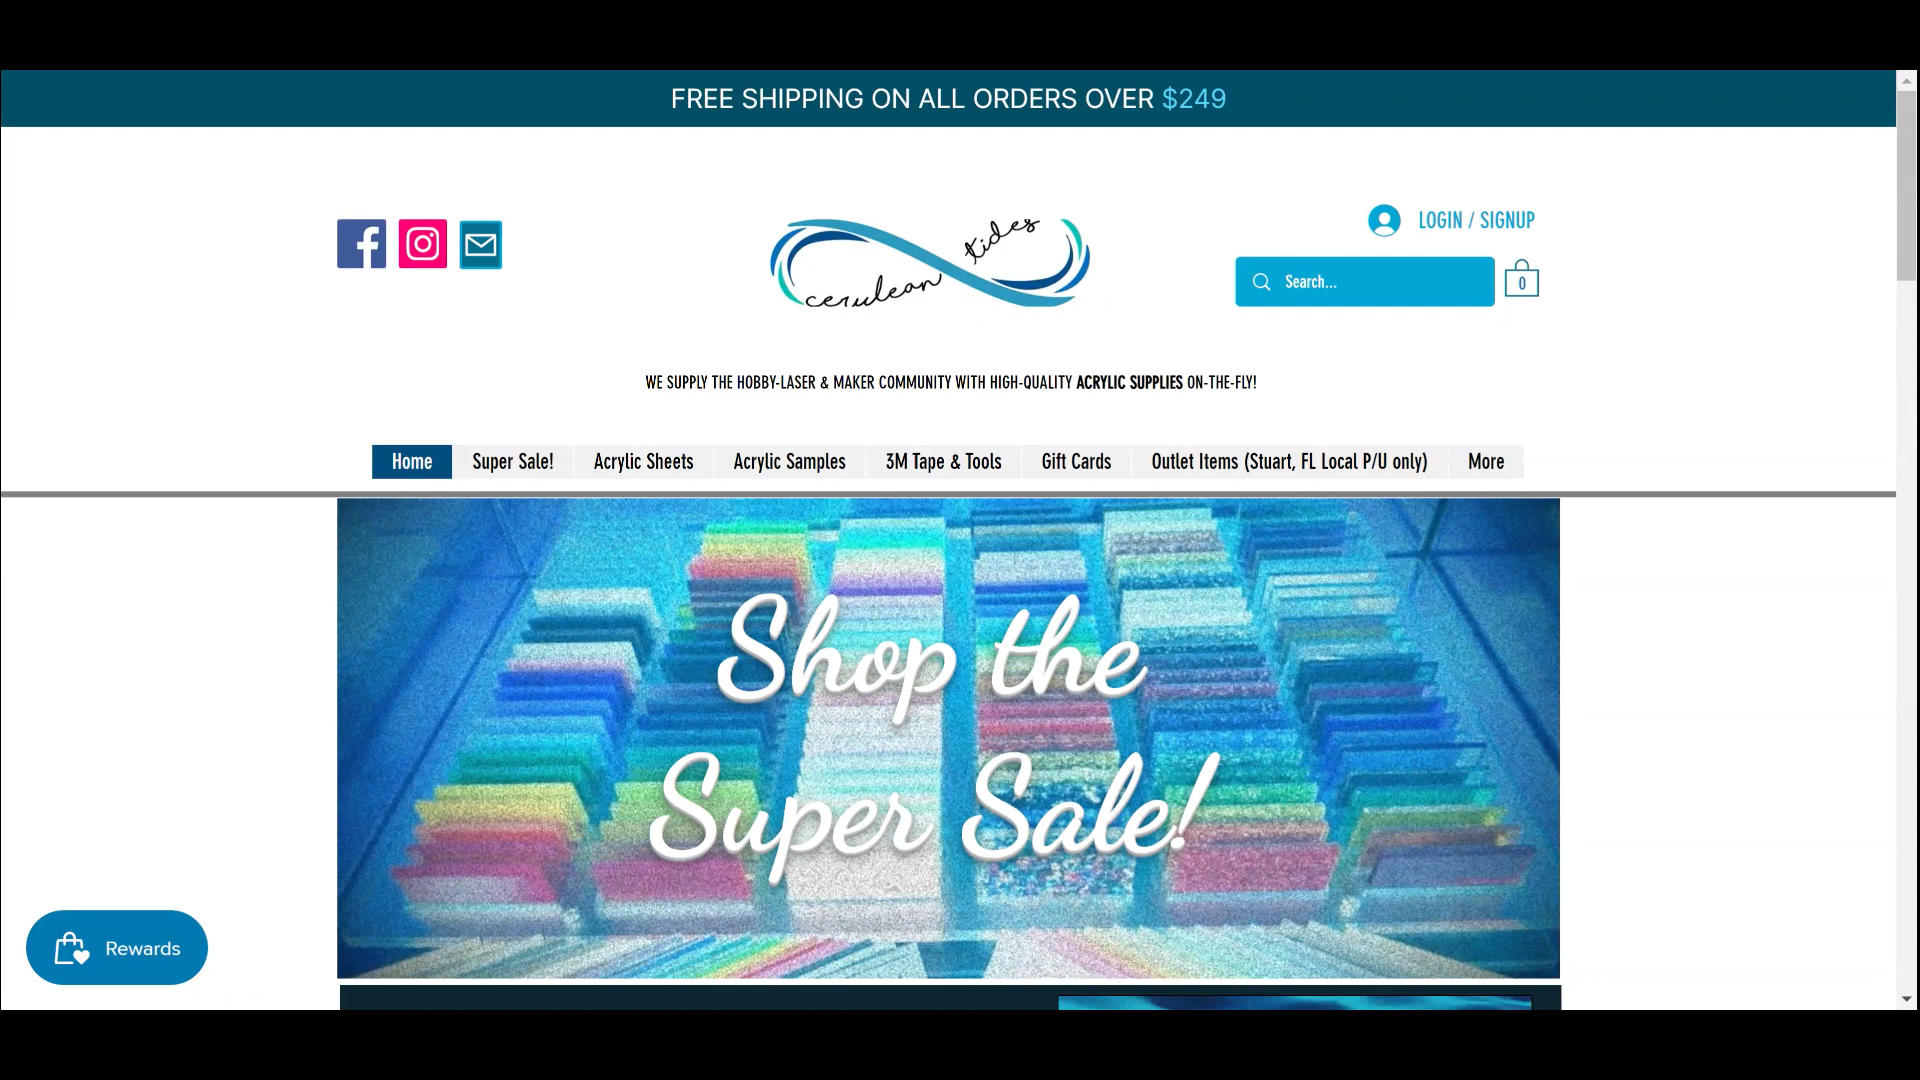 FREE SHIPPING ON ALL ORDERS OVER $249
cerulean tides
LOGIN / SIGNUP
Search...
0
WE SUPPLY THE HOBBY-LASER & MAKER COMMUNITY WITH HIGH-QUALITY ACRYLIC SUPPLIES ON-THE-FLY!
Home Super Sale! Acrylic Sheets Acrylic Samples 3M Tape & Tools Gift Cards Outlet Items (Stuart, FL Local P/U only) More
Shop the
Super Sale!
Rewards